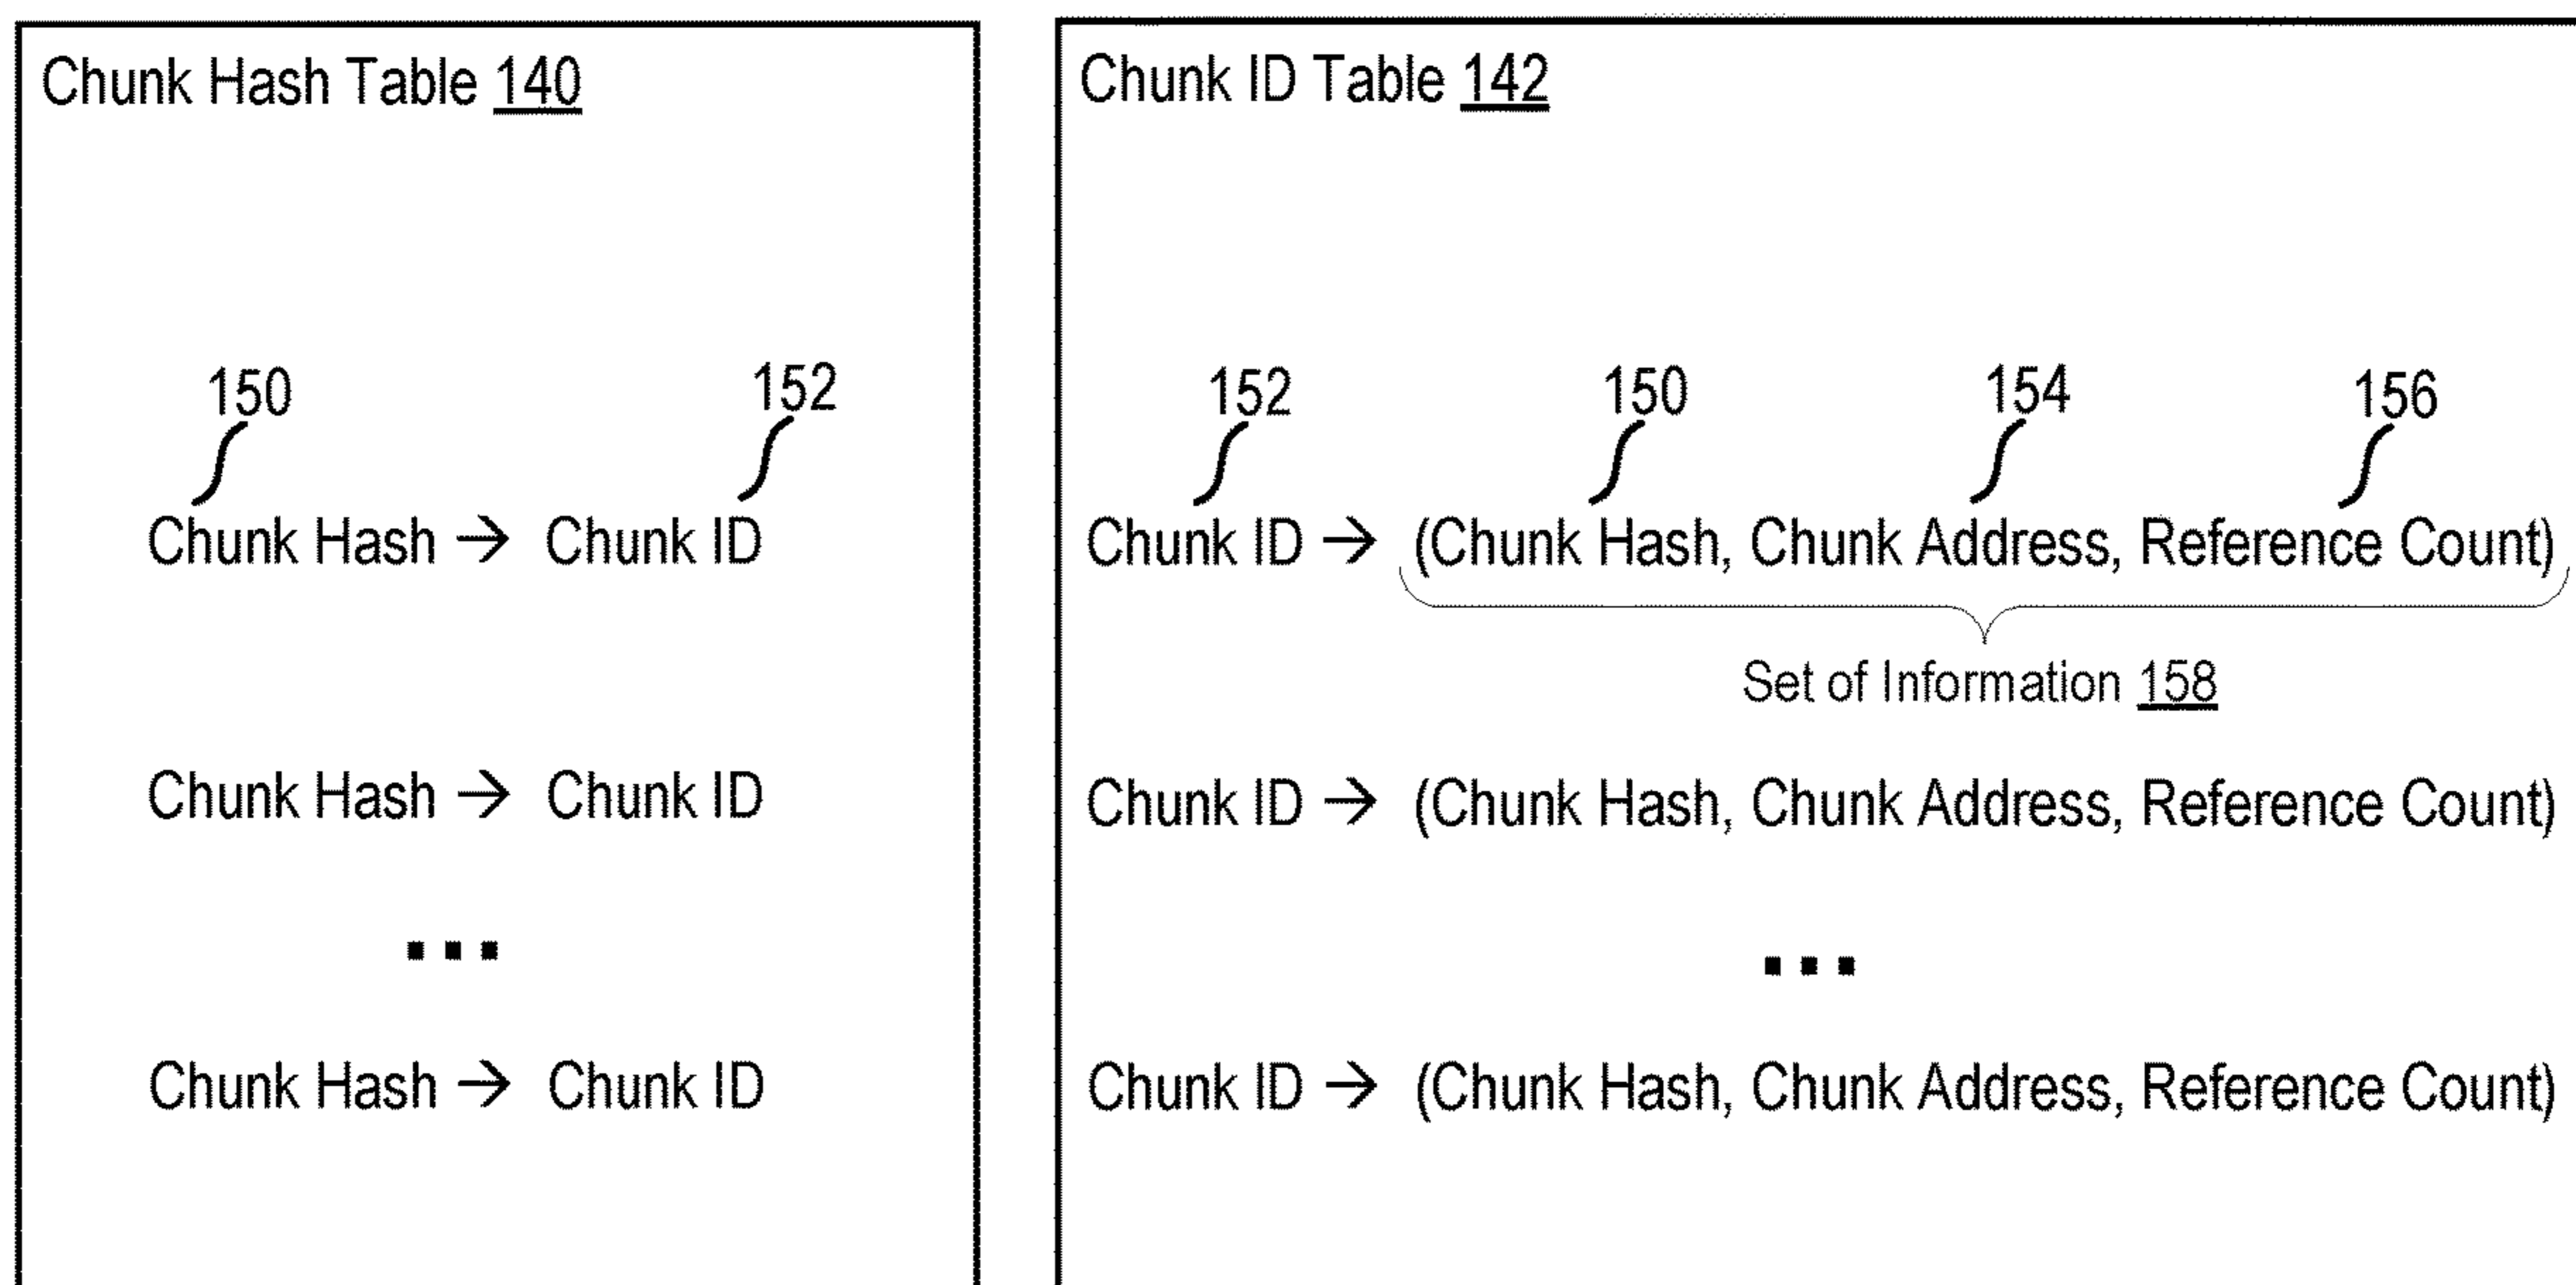 Chunk Hash Table 140
150 152
Chunk Hash → Chunk ID
Chunk Hash → Chunk ID
...
Chunk Hash → Chunk ID
Chunk ID Table 142
152 150 154 156
Chunk ID → (Chunk Hash, Chunk Address, Reference Count)
Set of Information 158
Chunk ID → (Chunk Hash, Chunk Address, Reference Count)
...
Chunk ID → (Chunk Hash, Chunk Address, Reference Count)